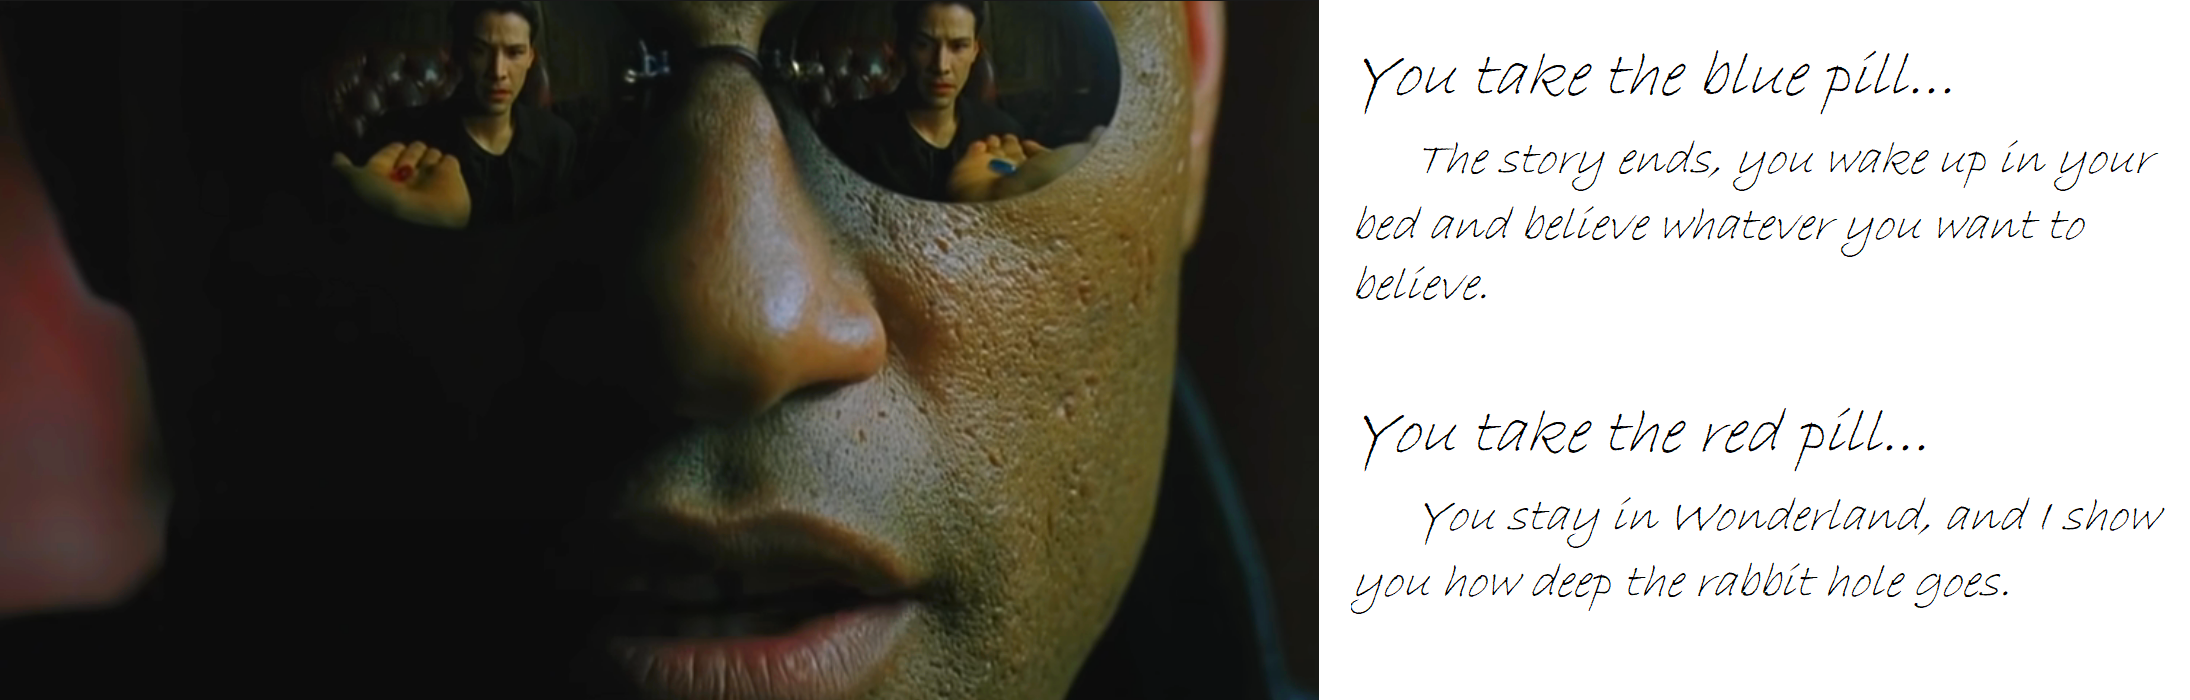 You take the blue pill...
The story ends, you wake up in your
bed and believe whatever you want to
believe.
You take the red pill...
You stay in Wonderland, and I show
you how deep the rabbit hole goes.